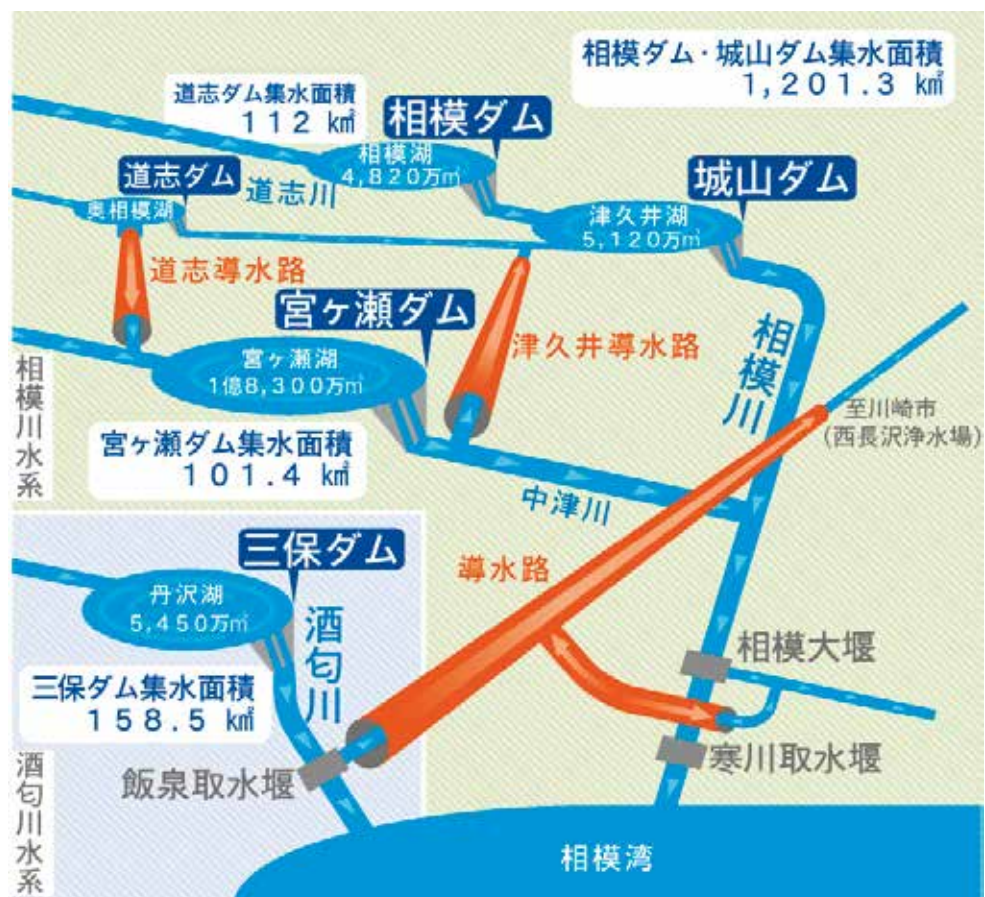 相模ダム・城山ダム集水面積
1,201.3 km²
道志ダム集水面積
112 km²
相模ダム
相模湖
4,820万㎥
道志ダム
道志川
城山ダム
奥相模湖
津久井湖
5,120万㎥
道志導水路
宮ヶ瀬ダム
津久井導水路
相模川
宮ヶ瀬湖
1億8,300万㎥
相模川水系
至川崎市
(西長沢浄水場)
宮ヶ瀬ダム集水面積
101.4 km²
中津川
三保ダム
導水路
丹沢湖
5,450万㎥
酒匂川
相模大堰
三保ダム集水面積
158.5 km²
寒川取水堰
飯泉取水堰
酒匂川水系
相模湾